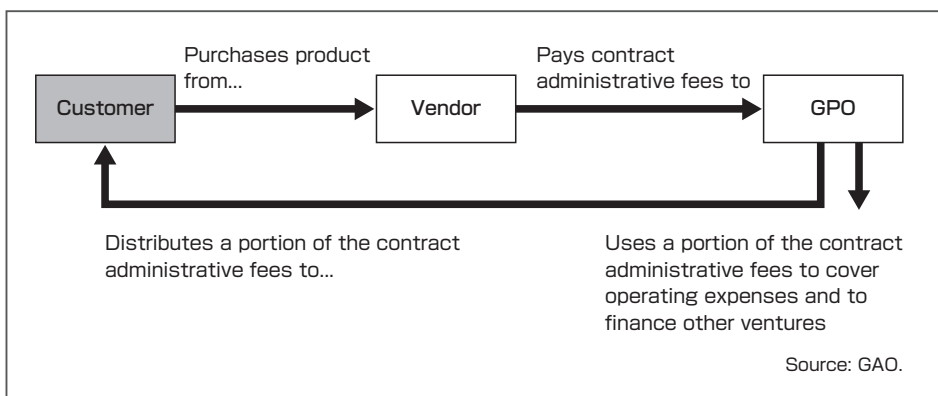 Purchases product
from...
Pays contract
administrative fees to
Customer
Vendor
GPO
Distributes a portion of the contract
administrative fees to...
Uses a portion of the contract
administrative fees to cover
operating expenses and to
finance other ventures
Source: GAO.